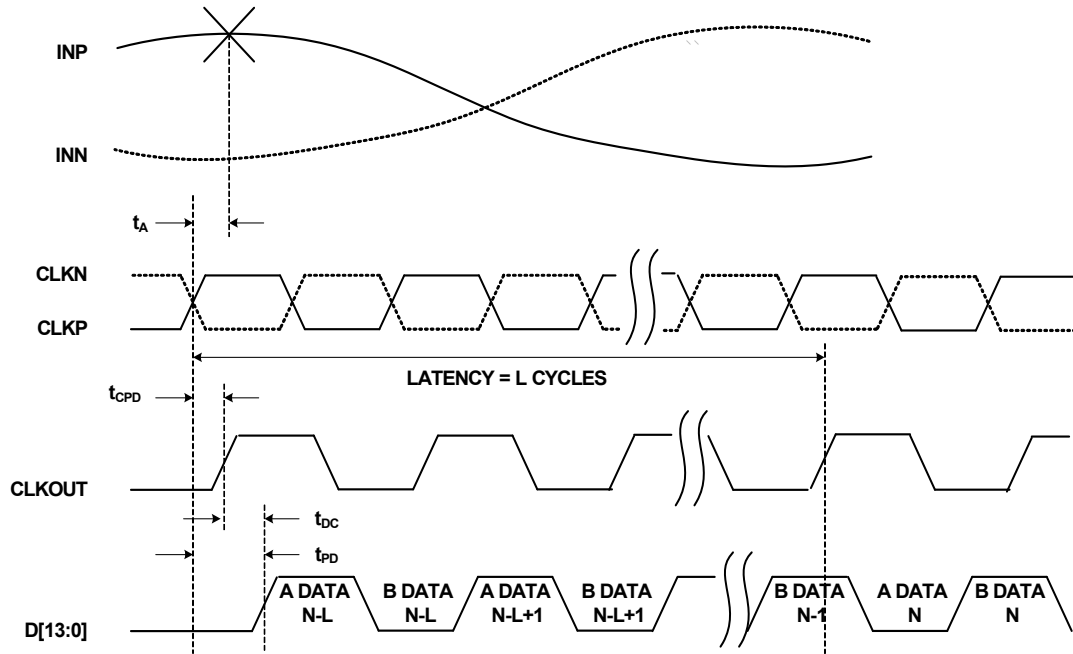 INP
INN
tA
CLKN
CLKP
LATENCY = L CYCLES
tCPD
CLKOUT
tDC
tPD
A DATA
N-L
B DATA
N-L
A DATA
N-L+1
B DATA
N-L+1
B DATA
N-1
A DATA
N
B DATA
N
D[13:0]